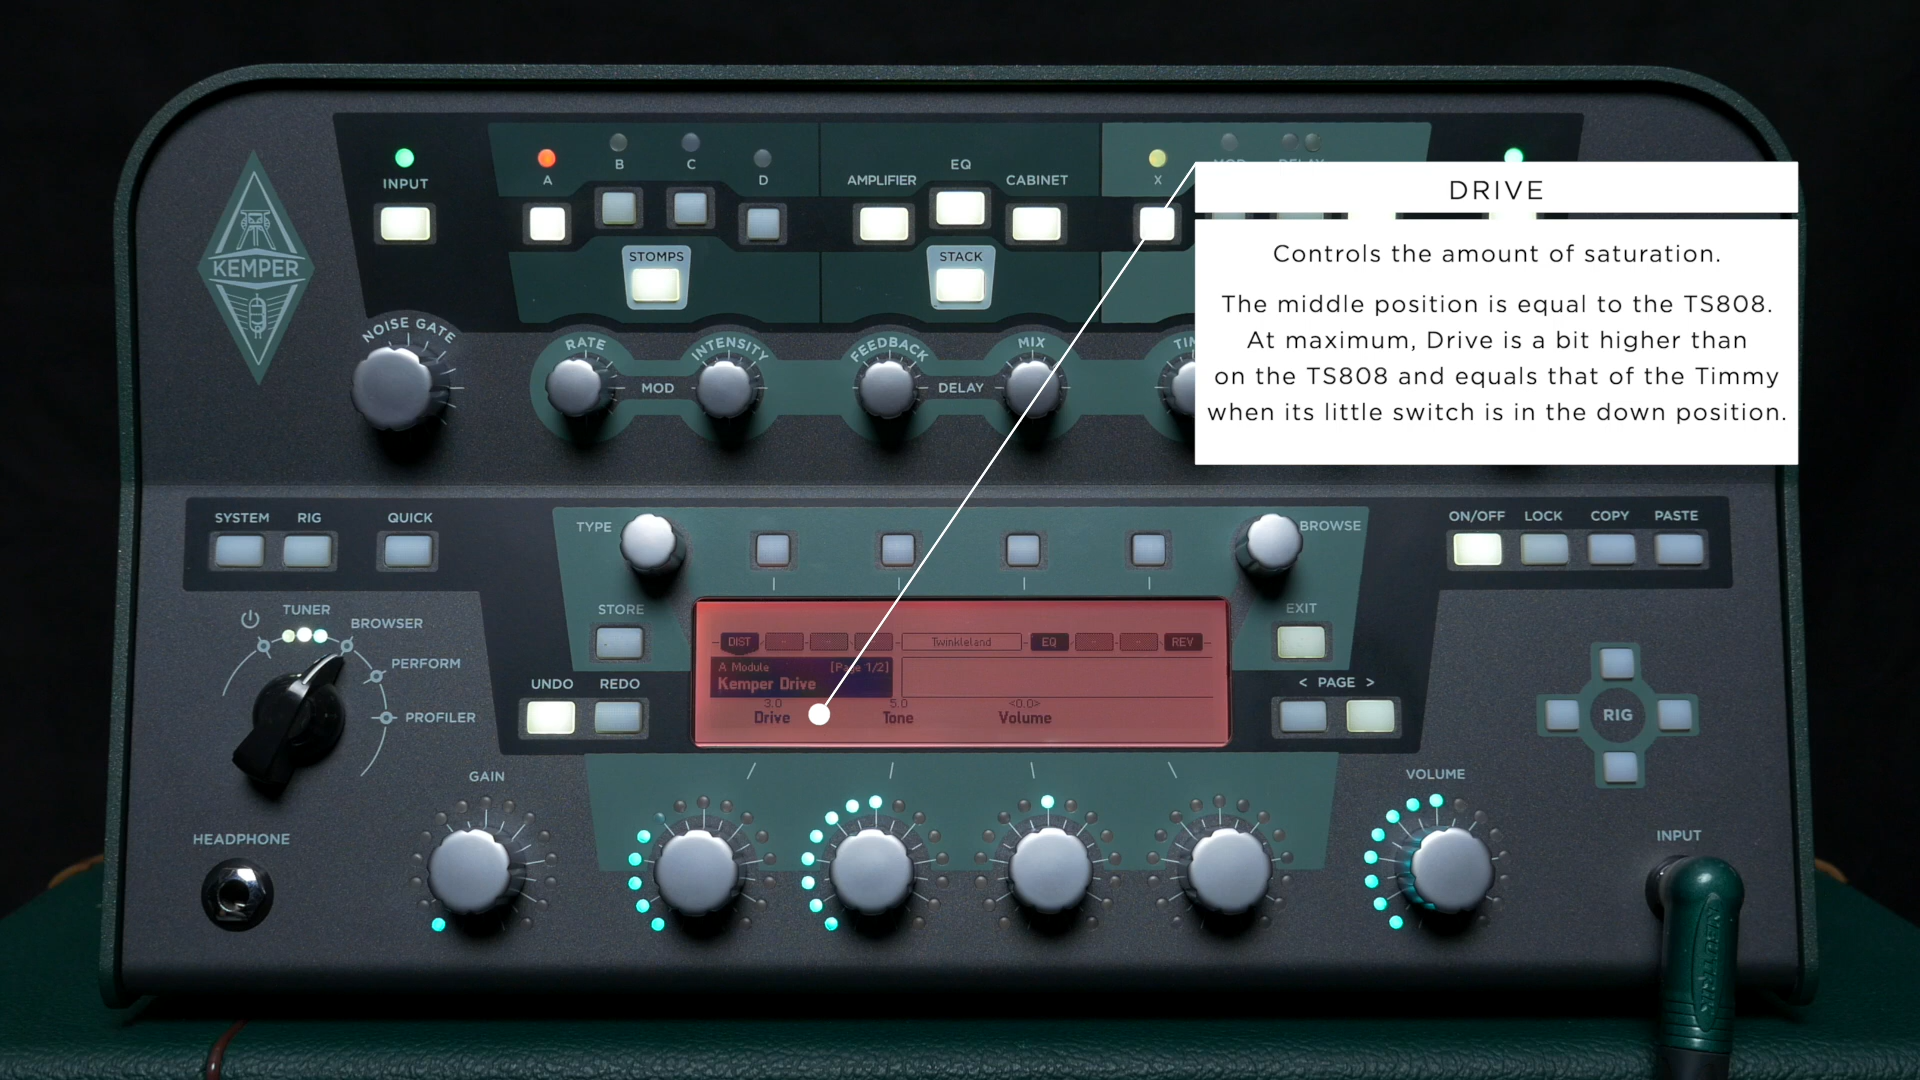 INPUT
A
B
C
D
AMPLIFIER
EQ
CABINET
X
STOMPS
STACK
KEMPER
DRIVE
Controls the amount of saturation.
The middle position is equal to the TS808.
At maximum, Drive is a bit higher than
on the TS808 and equals that of the Timmy
when its little switch is in the down position.
NOISE GATE
RATE
MOD
INTENSITY
FEEDBACK
DELAY
MIX
SYSTEM
RIG
QUICK
TYPE
BROWSE
ON/OFF
LOCK
COPY
PASTE
TUNER
BROWSER
PERFORM
PROFILER
STORE
UNDO
REDO
DIST
Twinkleland
EQ
REV
A Module
[Page 1/2]
Kemper Drive
3.0
5.0
<0.0>
Drive
Tone
Volume
EXIT
< PAGE >
RIG
GAIN
VOLUME
HEADPHONE
INPUT
NEUTRIK